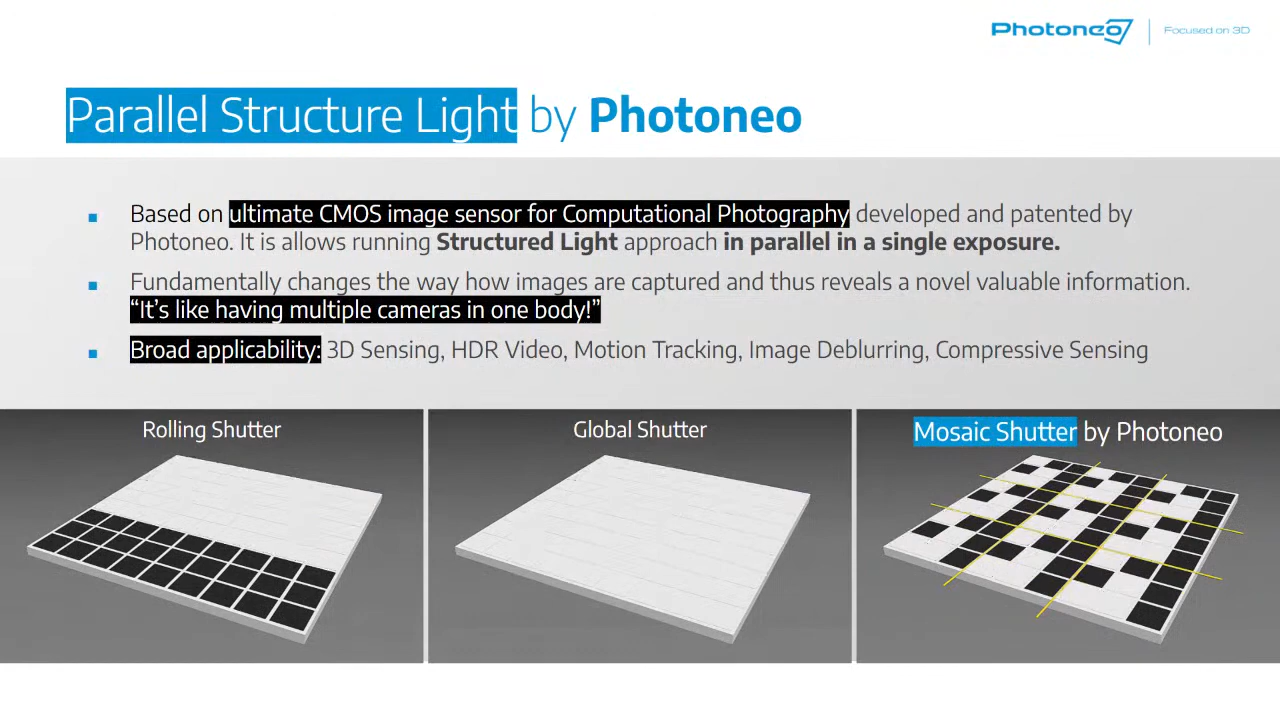 Photoneo
Focused on 3D
Parallel Structure Light by Photoneo
Based on ultimate CMOS image sensor for Computational Photography developed and patented by
Photoneo. It is allows running Structured Light approach in parallel in a single exposure.
Fundamentally changes the way how images are captured and thus reveals a novel valuable information.
“It’s like having multiple cameras in one body!”
Broad applicability: 3D Sensing, HDR Video, Motion Tracking, Image Deblurring, Compressive Sensing
Rolling Shutter
Global Shutter
Mosaic Shutter by Photoneo